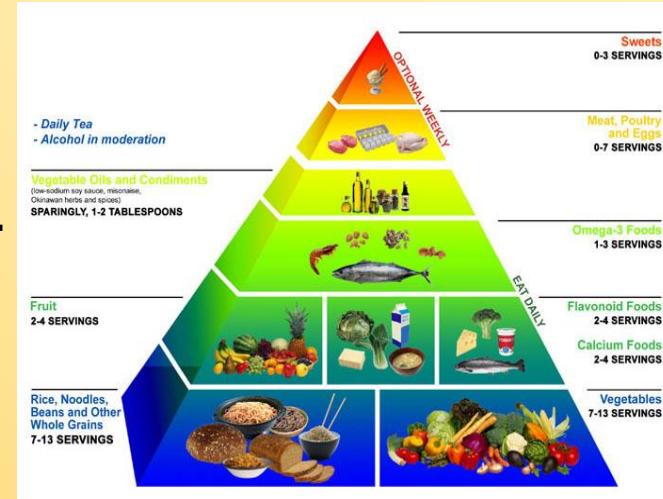 Sweets
0-3 SERVINGS
OPTIONAL WEEKLY
Meat, Poultry
and Eggs
0-7 SERVINGS
- Daily Tea
- Alcohol in moderation
Vegetable Oils and Condiments
(low-sodium soy sauce, misonaise,
Okinawan herbs and spices)
SPARINGLY, 1-2 TABLESPOONS
Omega-3 Foods
1-3 SERVINGS
EAT DAILY
Fruit
2-4 SERVINGS
Flavonoid Foods
2-4 SERVINGS
Calcium Foods
2-4 SERVINGS
Rice, Noodles,
Beans and Other
Whole Grains
7-13 SERVINGS
Vegetables
7-13 SERVINGS